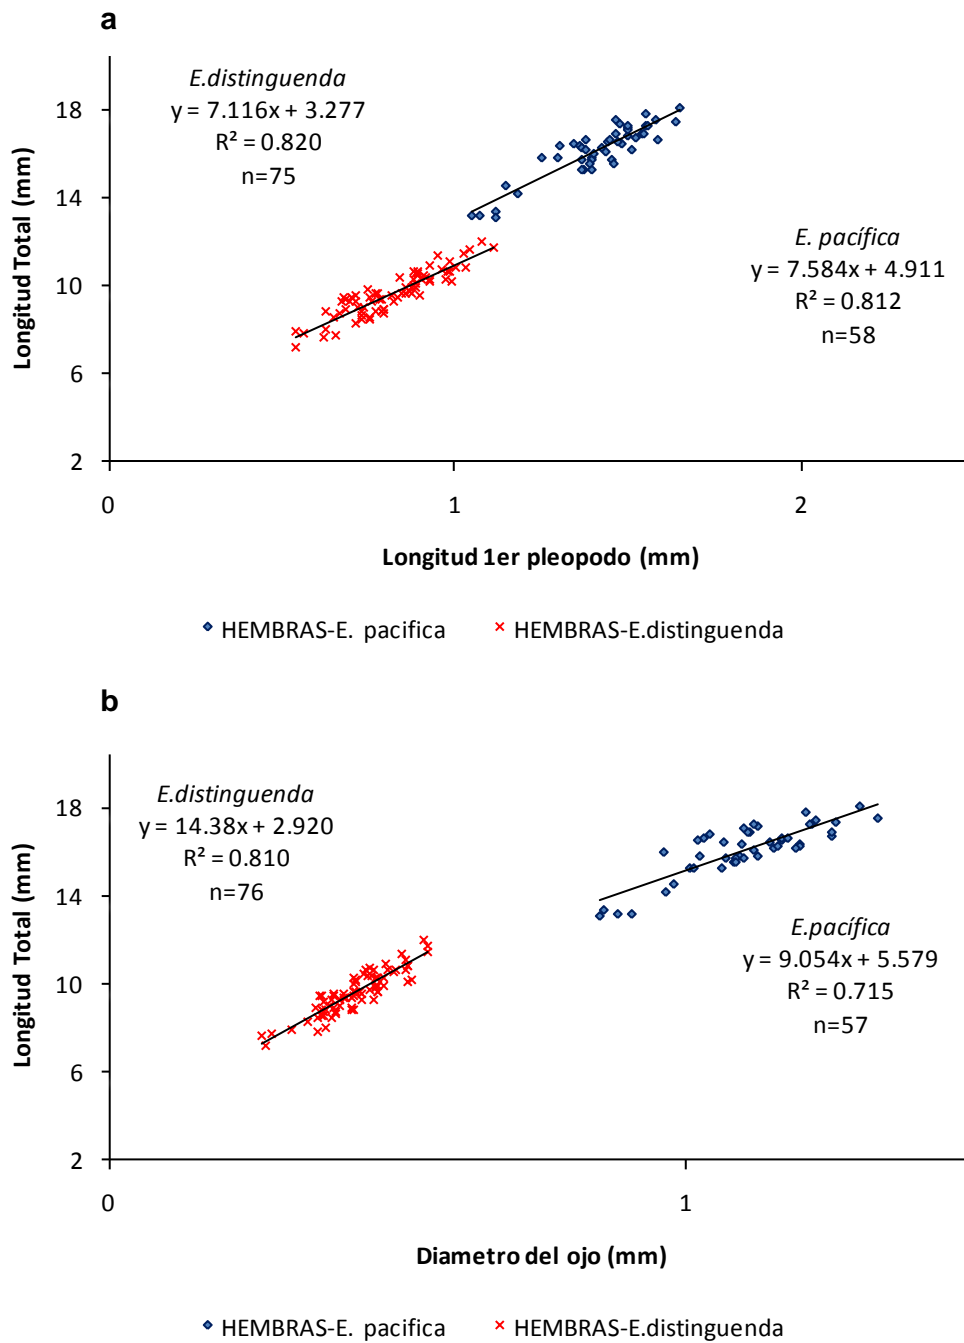 a
E.distinguenda
y = 7.116x + 3.277
R² = 0.820
n=75
E. pacífica
y = 7.584x + 4.911
R² = 0.812
n=58
Longitud Total (mm)
18
14
10
6
2
0 1 2
Longitud 1er pleopodo (mm)
HEMBRAS-E. pacifica HEMBRAS-E.distinguenda
b
E.distinguenda
y = 14.38x + 2.920
R² = 0.810
n=76
E.pacífica
y = 9.054x + 5.579
R² = 0.715
n=57
Longitud Total (mm)
18
14
10
6
2
0 1
Diametro del ojo (mm)
HEMBRAS-E. pacifica HEMBRAS-E.distinguenda